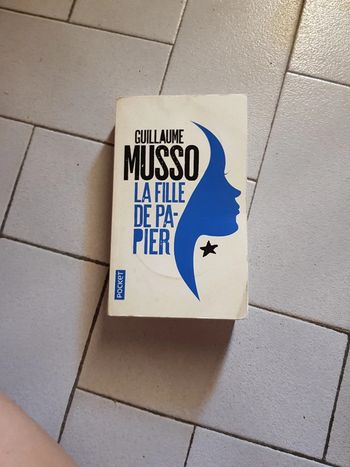 GUILLAUME
MUSSO
LA FILLE
DE PA-
PIER
POCKET